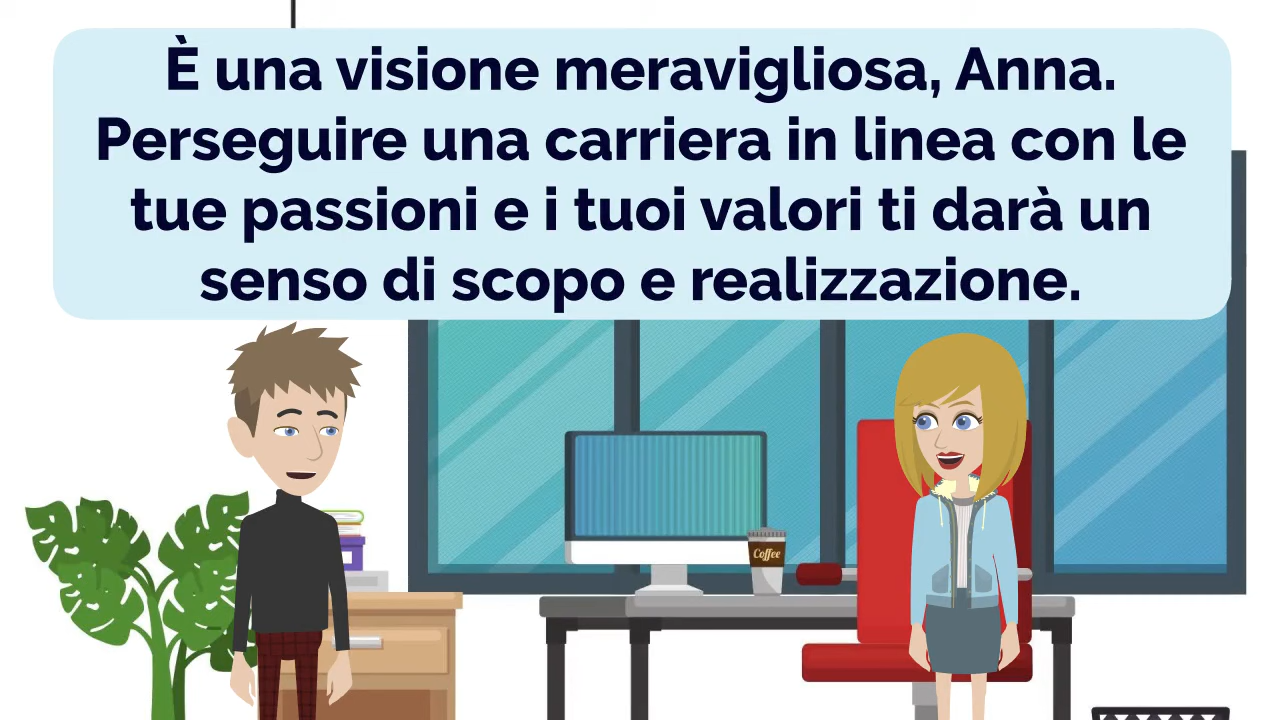 È una visione meravigliosa, Anna.
Perseguire una carriera in linea con le
tue passioni e i tuoi valori ti darà un
senso di scopo e realizzazione.
Coffee